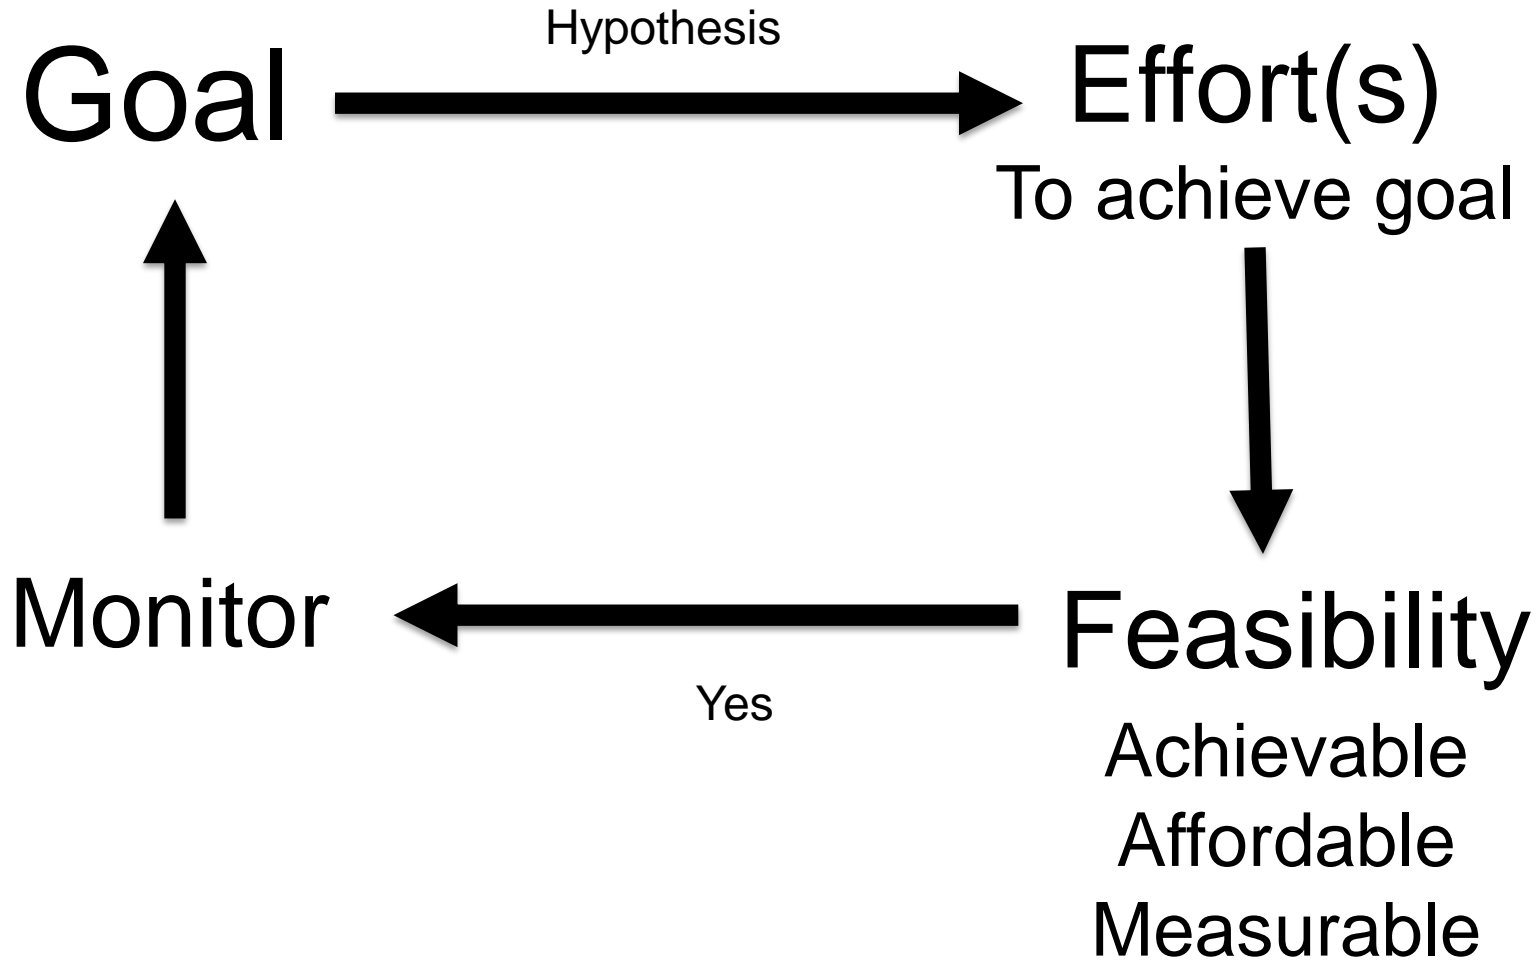 Hypothesis
Goal
Effort(s)
To achieve goal
Monitor
Feasibility
Yes
Achievable
Affordable
Measurable